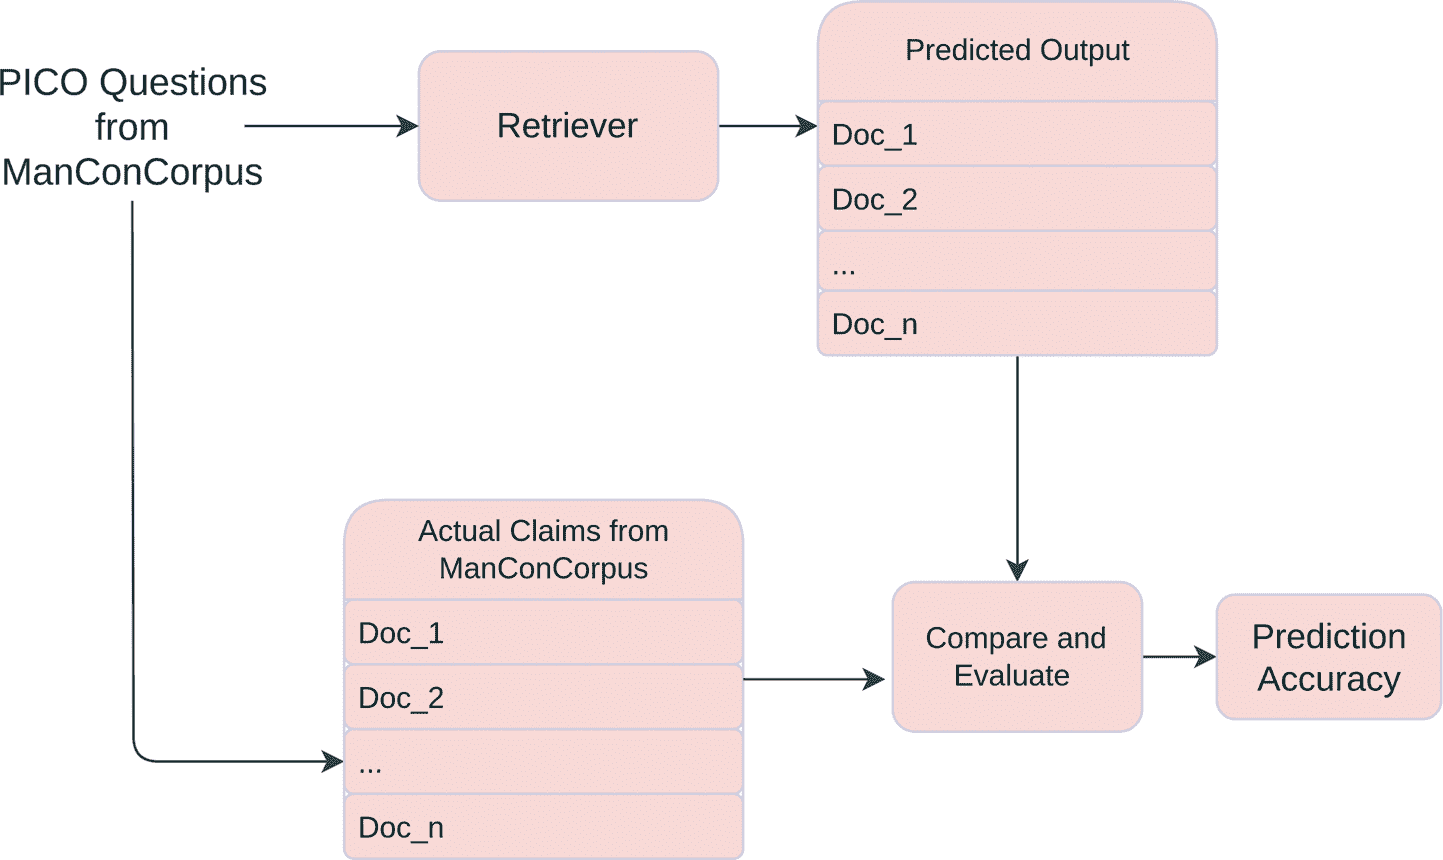 PICO Questions
from
ManConCorpus
Retriever
Predicted Output
Doc_1
Doc_2
...
Doc_n
Actual Claims from
ManConCorpus
Doc_1
Doc_2
...
Doc_n
Compare and
Evaluate
Prediction
Accuracy